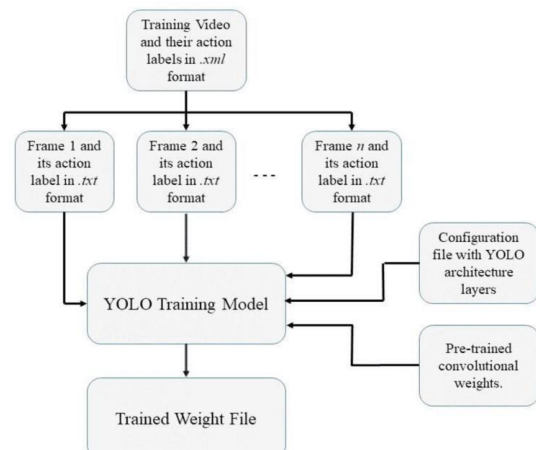 Training Video
and their action
labels in .xml
format
Frame 1 and
its action
label in .txt
format
Frame 2 and
its action
label in .txt
format
- - -
Frame n and
its action
label in .txt
format
Configuration
file with YOLO
architecture
layers
YOLO Training Model
Pre-trained
convolutional
weights.
Trained Weight File